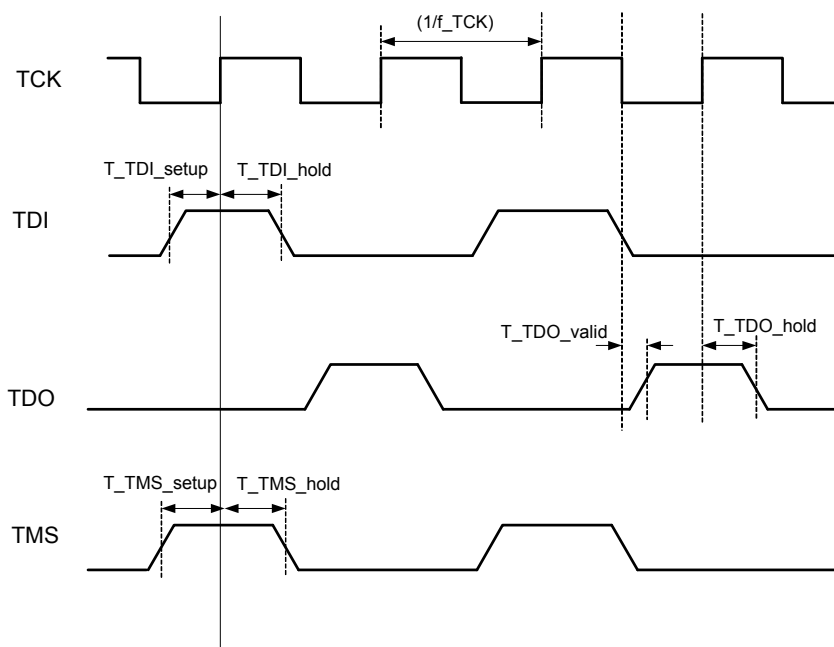 (1/f_TCK)
TCK
T_TDI_setup T_TDI_hold
TDI
T_TDO_valid T_TDO_hold
TDO
T_TMS_setup T_TMS_hold
TMS